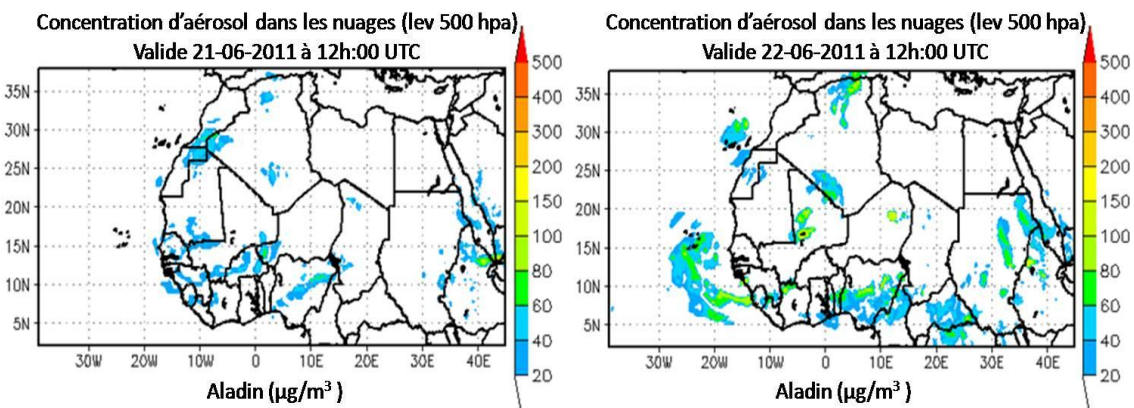 Concentration d'aérosol dans les nuages (lev 500 hpa)
Valide 21-06-2011 à 12h:00 UTC
500
400
300
200
150
100
80
60
40
20
35N
30N
25N
20N
15N
10N
5N
30W
20W
10W
0
10E
20E
30E
40E
Aladin (µg/m³ )
Concentration d'aérosol dans les nuages (lev 500 hpa)
Valide 22-06-2011 à 12h:00 UTC
500
400
300
200
150
100
80
60
40
20
35N
30N
25N
20N
15N
10N
5N
30W
20W
10W
0
10E
20E
30E
40E
Aladin (µg/m³ )